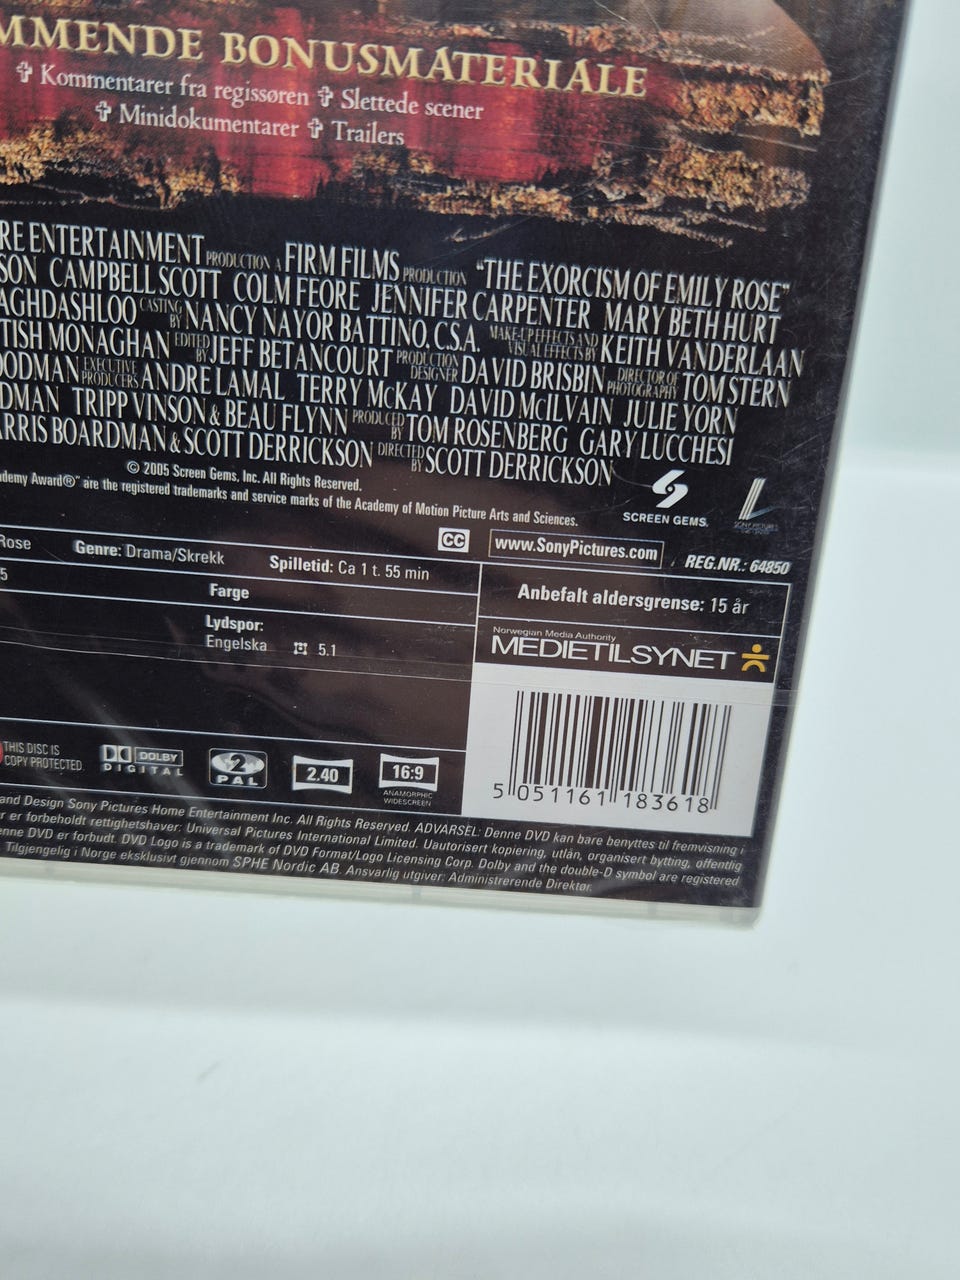 MMENDE BONUSMATERIALE
✞ Kommentarer fra regissøren ✞ Slettede scener
✞ Minidokumentarer ✞ Trailers
RE ENTERTAINMENT PRODUCTION A FIRM FILMS PRODUCTION "THE EXORCISM OF EMILY ROSE"
SON CAMPBELL SCOTT COLM FEORE JENNIFER CARPENTER MARY BETH HURT
AGHDASHLOO CASTING BY NANCY NAYOR BATTINO, C.S.A. MAKE-UP EFFECTS AND VISUAL EFFECTS BY KEITH VANDERLAAN
TISH MONAGHAN EDITED BY JEFF BETANCOURT PRODUCTION DESIGNER DAVID BRISBIN DIRECTOR OF PHOTOGRAPHY TOM STERN
OODMAN EXECUTIVE PRODUCERS ANDRE LAMAL TERRY McKAY DAVID McILVAIN JULIE YORN
DMAN TRIPP VINSON & BEAU FLYNN PRODUCED BY TOM ROSENBERG GARY LUCCHESI
ARRIS BOARDMAN & SCOTT DERRICKSON DIRECTED BY SCOTT DERRICKSON
© 2005 Screen Gems, Inc. All Rights Reserved.
ademy Award®" are the registered trademarks and service marks of the Academy of Motion Picture Arts and Sciences.
SCREEN GEMS.
SONY PICTURES
CC
www.SonyPictures.com
REG.NR.: 64850
Rose
Genre: Drama/Skrekk
Spilletid: Ca 1 t. 55 min
5
Farge
Anbefalt aldersgrense: 15 år
Lydspor:
Engelska 5.1
Norwegian Media Authority
MEDIETILSYNET
THIS DISC IS
COPY PROTECTED
DOLBY
DIGITAL
2
PAL
2.40
16:9
ANAMORPHIC
WIDESCREEN
5 051161 183618
and Design Sony Pictures Home Entertainment Inc. All Rights Reserved. ADVARSEL: Denne DVD kan bare benyttes til fremvisning i
r er forbeholdt rettighetshaver: Universal Pictures International Limited. Uautorisert kopiering, utlån, organisert bytting, offentlig
enne DVD er forbudt. DVD Logo is a trademark of DVD Format/Logo Licensing Corp. Dolby and the double-D symbol are registered
Tilgjengelig i Norge eksklusivt gjennom SPHE Nordic AB. Ansvarlig utgiver: Administrerende Direktør.